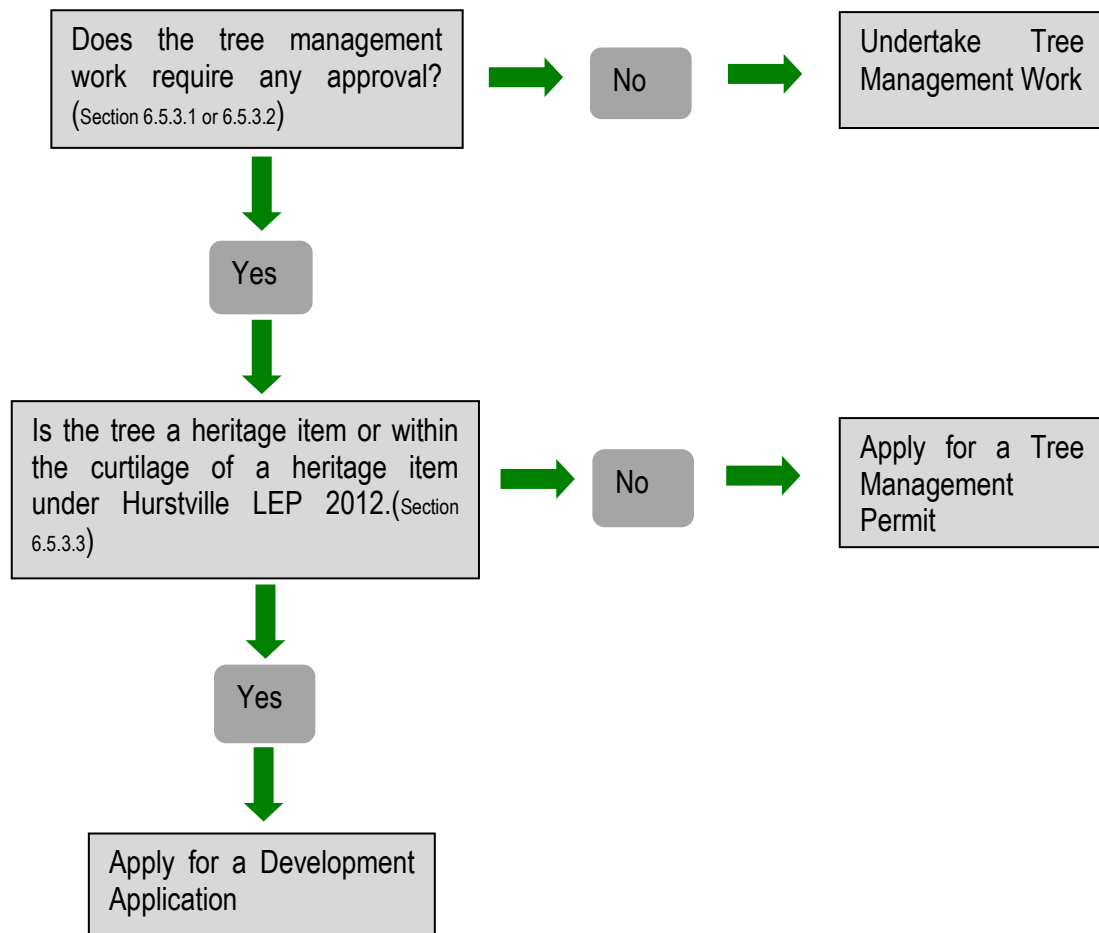 Does the tree management
work require any approval?
(Section 6.5.3.1 or 6.5.3.2)
No
Undertake Tree
Management Work
Yes
Is the tree a heritage item or within
the curtilage of a heritage item
under Hurstville LEP 2012.(Section
6.5.3.3)
No
Apply for a Tree
Management
Permit
Yes
Apply for a Development
Application